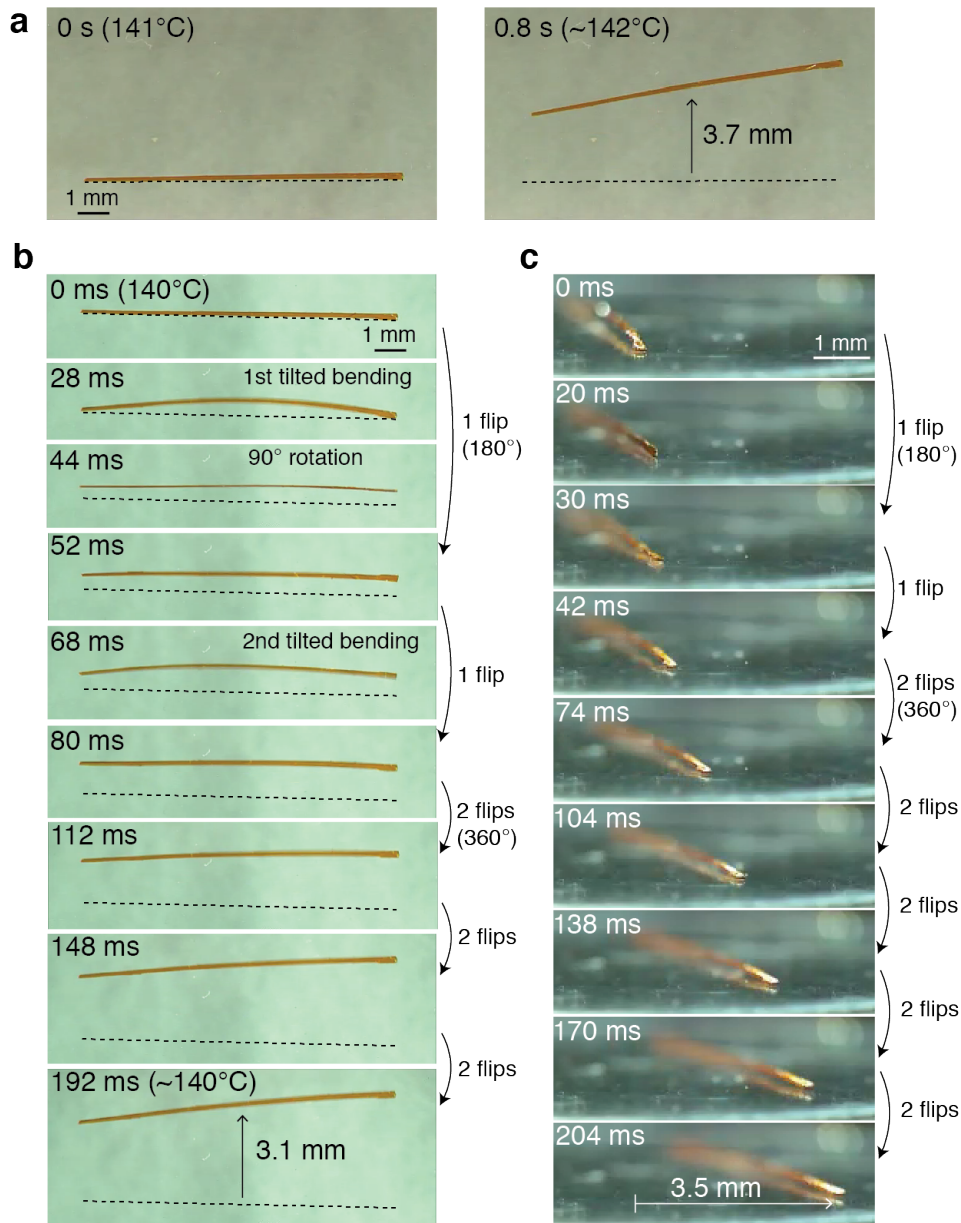 a
0 s (141°C)
1 mm
0.8 s (~142°C)
3.7 mm
b
0 ms (140°C)
1 mm
28 ms
1st tilted bending
44 ms
90° rotation
1 flip
(180°)
52 ms
68 ms
2nd tilted bending
1 flip
80 ms
2 flips
(360°)
112 ms
2 flips
148 ms
2 flips
192 ms (~140°C)
3.1 mm
c
0 ms
1 mm
20 ms
1 flip
(180°)
30 ms
1 flip
42 ms
2 flips
(360°)
74 ms
2 flips
104 ms
2 flips
138 ms
2 flips
170 ms
2 flips
204 ms
3.5 mm